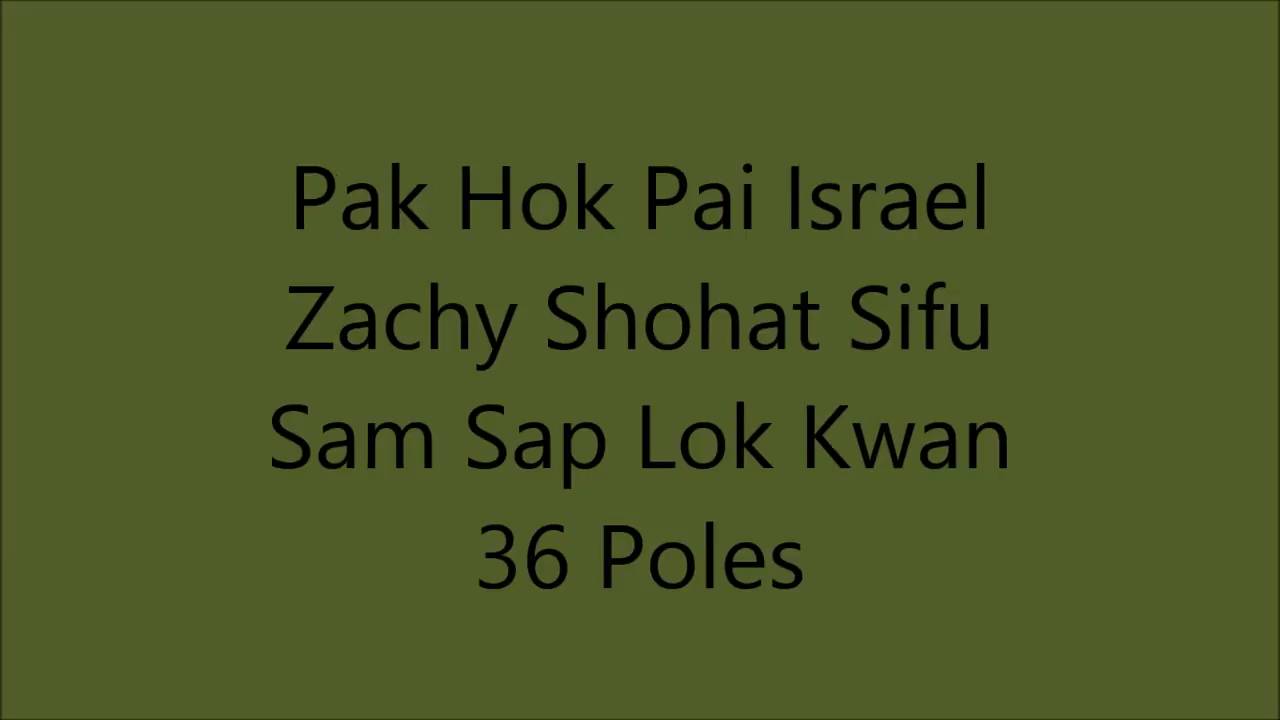 Pak Hok Pai Israel
Zachy Shohat Sifu
Sam Sap Lok Kwan
36 Poles